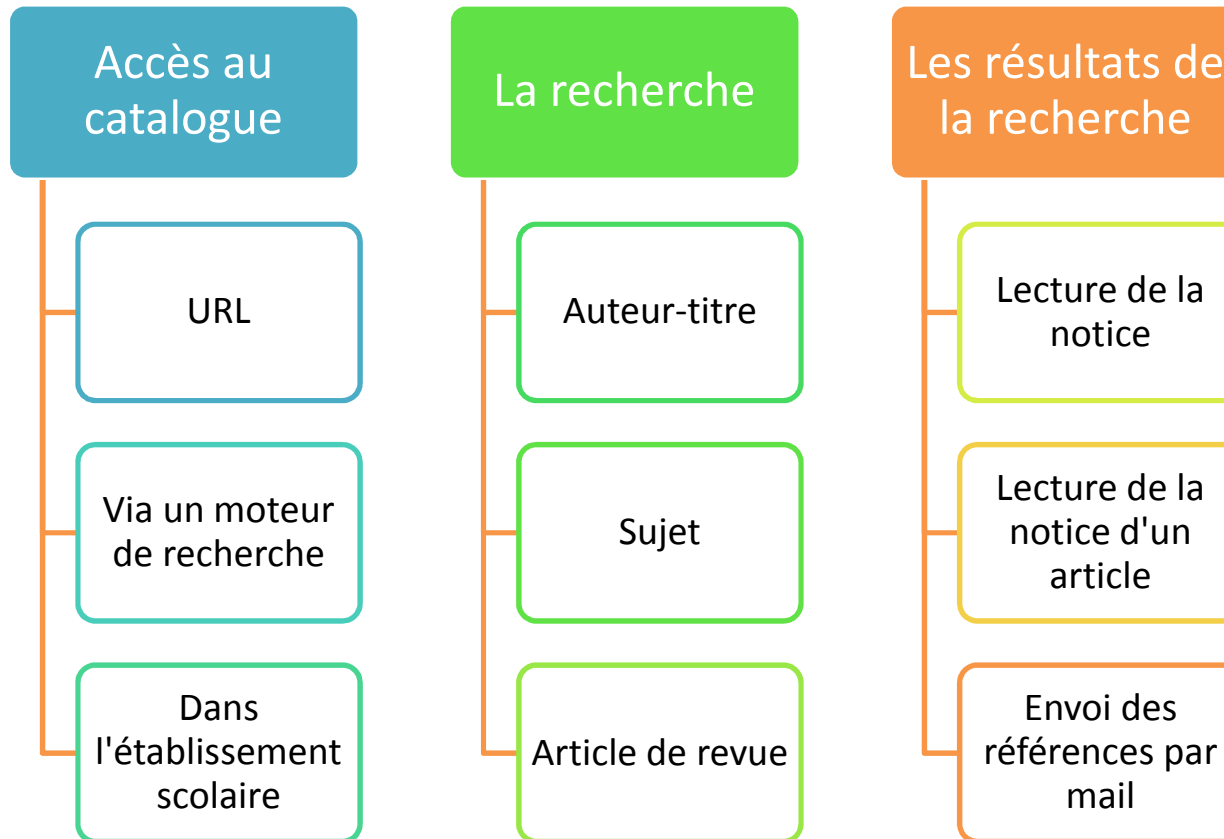 Accès au
catalogue
URL
Via un moteur
de recherche
Dans
l'établissement
scolaire
La recherche
Auteur-titre
Sujet
Article de revue
Les résultats de
la recherche
Lecture de la
notice
Lecture de la
notice d'un
article
Envoi des
références par
mail